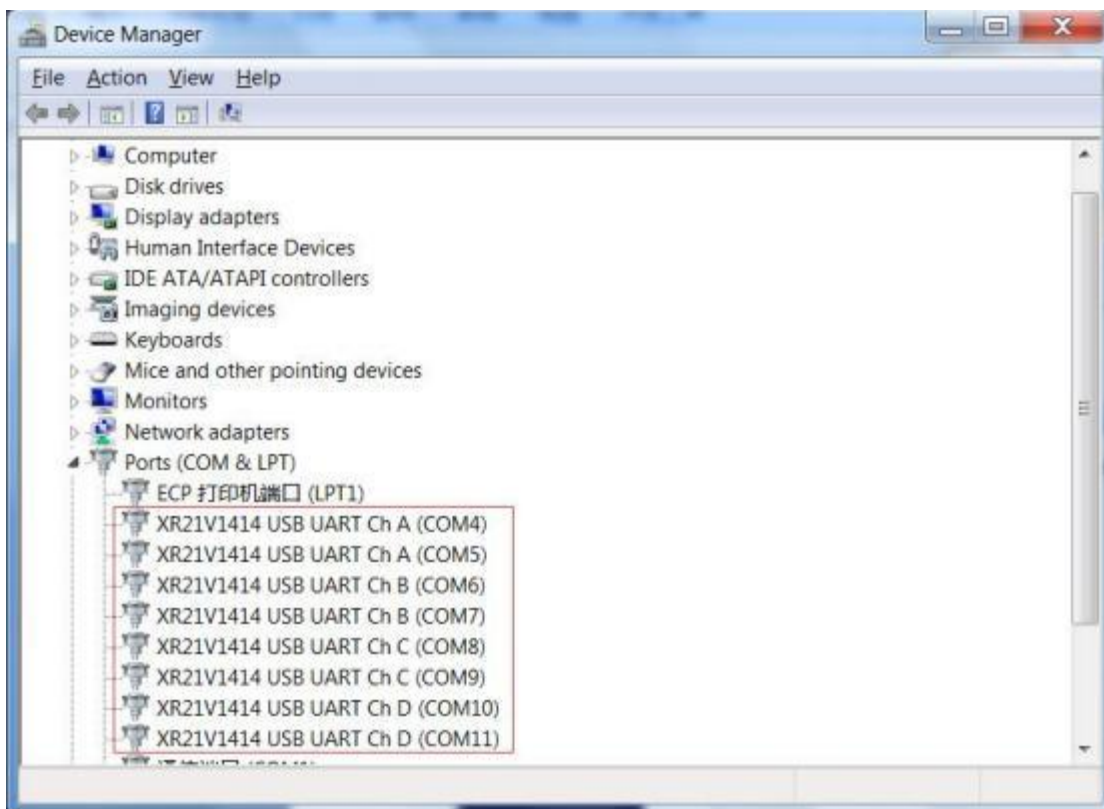 Device Manager
File Action View Help
Computer
Disk drives
Display adapters
Human Interface Devices
IDE ATA/ATAPI controllers
Imaging devices
Keyboards
Mice and other pointing devices
Monitors
Network adapters
Ports (COM & LPT)
ECP 打印机端口 (LPT1)
XR21V1414 USB UART Ch A (COM4)
XR21V1414 USB UART Ch A (COM5)
XR21V1414 USB UART Ch B (COM6)
XR21V1414 USB UART Ch B (COM7)
XR21V1414 USB UART Ch C (COM8)
XR21V1414 USB UART Ch C (COM9)
XR21V1414 USB UART Ch D (COM10)
XR21V1414 USB UART Ch D (COM11)